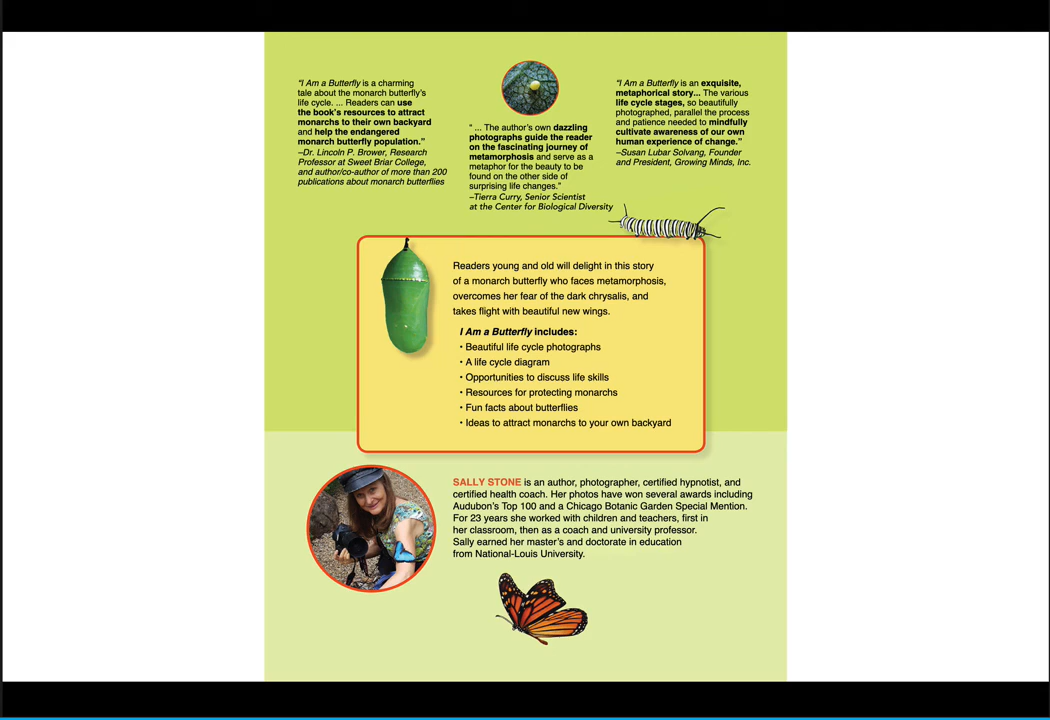 “I Am a Butterfly is a charming
tale about the monarch butterfly’s
life cycle. ... Readers can use
the book’s resources to attract
monarchs to their own backyard
and help the endangered
monarch butterfly population.”
–Dr. Lincoln P. Brower, Research
Professor at Sweet Briar College,
and author/co-author of more than 200
publications about monarch butterflies
“ ... The author’s own dazzling
photographs guide the reader
on the fascinating journey of
metamorphosis and serve as a
metaphor for the beauty to be
found on the other side of
surprising life changes.”
–Tierra Curry, Senior Scientist
at the Center for Biological Diversity
“I Am a Butterfly is an exquisite,
metaphorical story... The various
life cycle stages, so beautifully
photographed, parallel the process
and patience needed to mindfully
cultivate awareness of our own
human experience of change.”
–Susan Lubar Solvang, Founder
and President, Growing Minds, Inc.
Readers young and old will delight in this story
of a monarch butterfly who faces metamorphosis,
overcomes her fear of the dark chrysalis, and
takes flight with beautiful new wings.
I Am a Butterfly includes:
• Beautiful life cycle photographs
• A life cycle diagram
• Opportunities to discuss life skills
• Resources for protecting monarchs
• Fun facts about butterflies
• Ideas to attract monarchs to your own backyard
SALLY STONE is an author, photographer, certified hypnotist, and
certified health coach. Her photos have won several awards including
Audubon’s Top 100 and a Chicago Botanic Garden Special Mention.
For 23 years she worked with children and teachers, first in
her classroom, then as a coach and university professor.
Sally earned her master’s and doctorate in education
from National-Louis University.